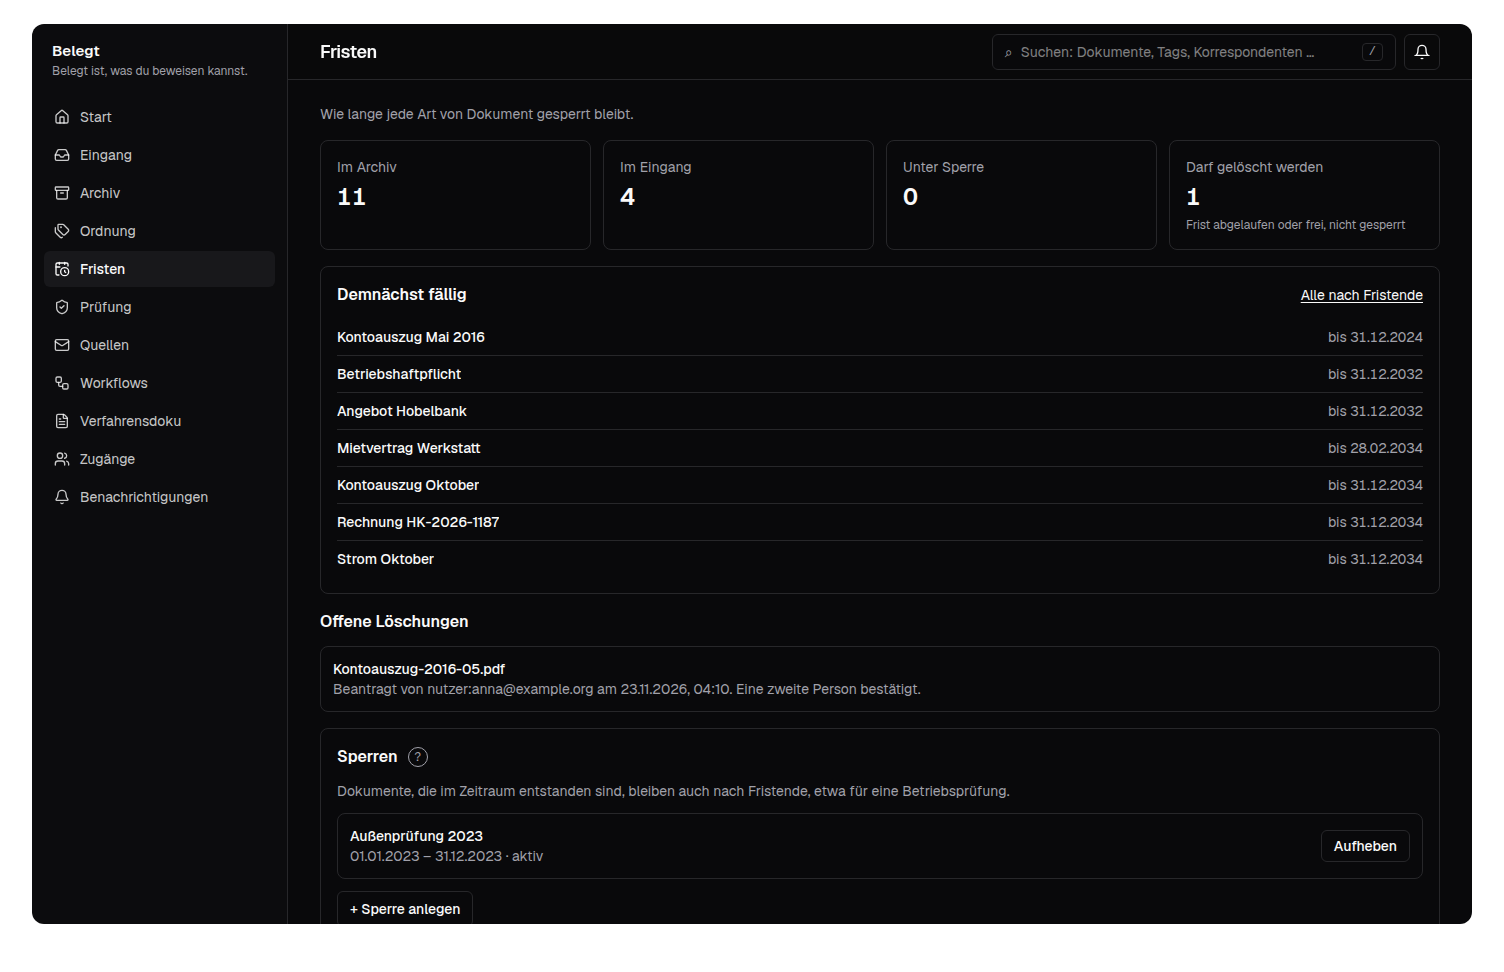 Belegt
Belegt ist, was du beweisen kannst.
Start
Eingang
Archiv
Ordnung
Fristen
Prüfung
Quellen
Workflows
Verfahrensdoku
Zugänge
Benachrichtigungen
Fristen
Suchen: Dokumente, Tags, Korrespondenten ... /
Wie lange jede Art von Dokument gesperrt bleibt.
Im Archiv
11
Im Eingang
4
Unter Sperre
0
Darf gelöscht werden
1
Frist abgelaufen oder frei, nicht gesperrt
Demnächst fällig Alle nach Fristende
Kontoauszug Mai 2016 bis 31.12.2024
Betriebshaftpflicht bis 31.12.2032
Angebot Hobelbank bis 31.12.2032
Mietvertrag Werkstatt bis 28.02.2034
Kontoauszug Oktober bis 31.12.2034
Rechnung HK-2026-1187 bis 31.12.2034
Strom Oktober bis 31.12.2034
Offene Löschungen
Kontoauszug-2016-05.pdf
Beantragt von nutzer:anna@example.org am 23.11.2026, 04:10. Eine zweite Person bestätigt.
Sperren ?
Dokumente, die im Zeitraum entstanden sind, bleiben auch nach Fristende, etwa für eine Betriebsprüfung.
Außenprüfung 2023
01.01.2023 – 31.12.2023 · aktiv
Aufheben
+ Sperre anlegen